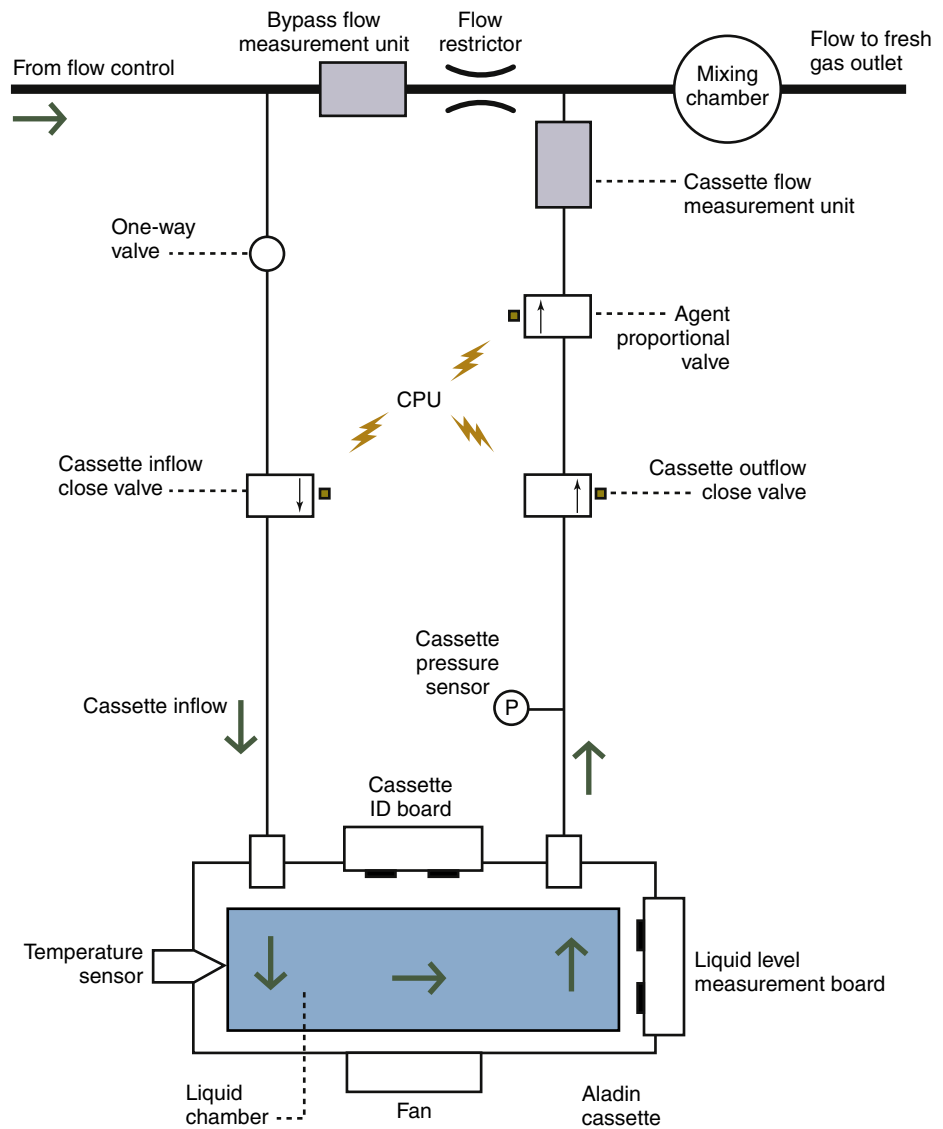 Bypass flow
measurement unit
Flow
restrictor
From flow control
Mixing
chamber
Flow to fresh
gas outlet
Cassette flow
measurement unit
One-way
valve
Agent
proportional
valve
CPU
Cassette inflow
close valve
Cassette outflow
close valve
Cassette
pressure
sensor
P
Cassette inflow
Cassette
ID board
Temperature
sensor
Liquid level
measurement board
Liquid
chamber
Fan
Aladin
cassette